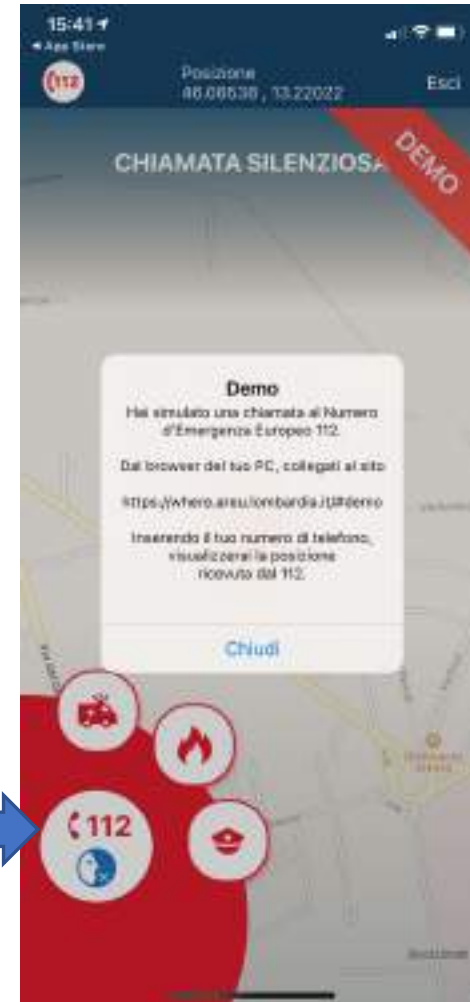 15:41
App Store
112
Posizione
46.06538 , 13.22022
Esci
CHIAMATA SILENZIOSA
DEMO
Demo
Hai simulato una chiamata al Numero
d'Emergenza Europeo 112.
Dal browser del tuo PC, collegati al sito
https://where.areu.lombardia.it/#demo
Inserendo il tuo numero di telefono,
visualizzerai la posizione
ricevuta dal 112.
Chiudi
112